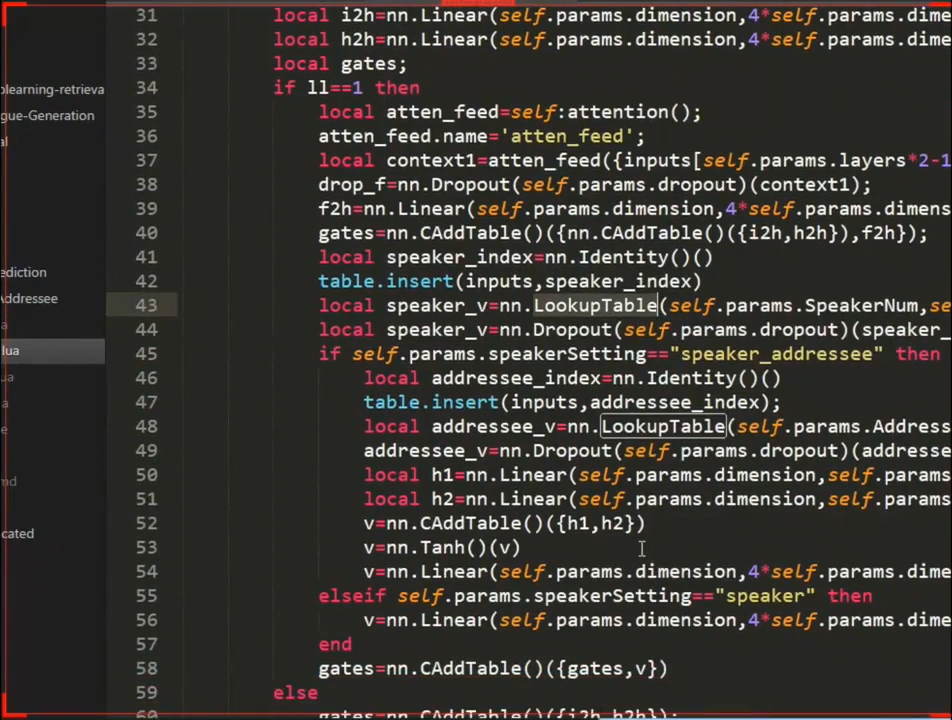 31 local i2h=nn.Linear(self.params.dimension,4*self.params.dime
32 local h2h=nn.Linear(self.params.dimension,4*self.params.dime
33 local gates;
34 if ll==1 then
35 local atten_feed=self:attention();
36 atten_feed.name='atten_feed';
37 local context1=atten_feed({inputs[self.params.layers*2-1
38 drop_f=nn.Dropout(self.params.dropout)(context1);
39 f2h=nn.Linear(self.params.dimension,4*self.params.dimens
40 gates=nn.CAddTable()({nn.CAddTable()({i2h,h2h}),f2h});
41 local speaker_index=nn.Identity()()
42 table.insert(inputs,speaker_index)
43 local speaker_v=nn.LookupTable(self.params.SpeakerNum,se
44 local speaker_v=nn.Dropout(self.params.dropout)(speaker_
45 if self.params.speakerSetting=="speaker_addressee" then
46 local addressee_index=nn.Identity()()
47 table.insert(inputs,addressee_index);
48 local addressee_v=nn.LookupTable(self.params.Address
49 addressee_v=nn.Dropout(self.params.dropout)(addresse
50 local h1=nn.Linear(self.params.dimension,self.params
51 local h2=nn.Linear(self.params.dimension,self.params
52 v=nn.CAddTable()({h1,h2})
53 v=nn.Tanh()(v)
54 v=nn.Linear(self.params.dimension,4*self.params.dime
55 elseif self.params.speakerSetting=="speaker" then
56 v=nn.Linear(self.params.dimension,4*self.params.dime
57 end
58 gates=nn.CAddTable()({gates,v})
59 else
60 gates=nn.CAddTable()({i2h,h2h});
plearning-retrieva
gue-Generation
al
ediction
Addressee
a
lua
ua
a
e
md
cated